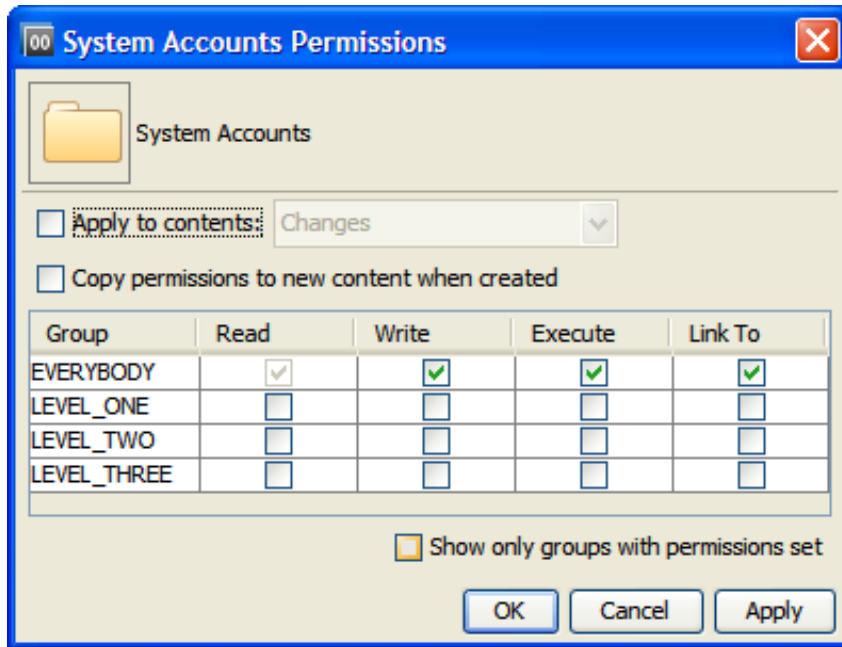 00 System Accounts Permissions
System Accounts
Apply to contents: Changes
Copy permissions to new content when created
Group Read Write Execute Link To
EVERYBODY
LEVEL_ONE
LEVEL_TWO
LEVEL_THREE
Show only groups with permissions set
OK Cancel Apply